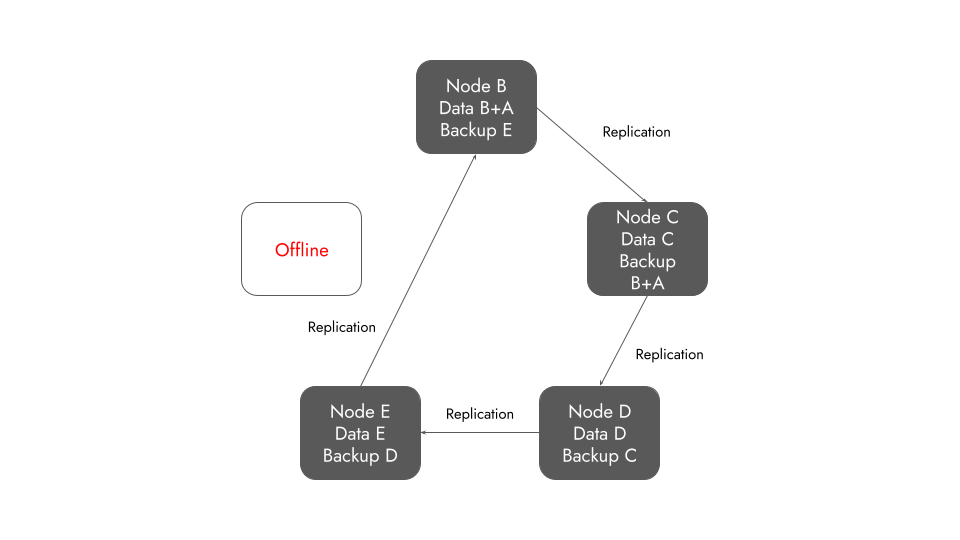 Node B
Data B+A
Backup E
Replication
Node C
Data C
Backup
B+A
Offline
Replication
Replication
Node E
Data E
Backup D
Replication
Node D
Data D
Backup C